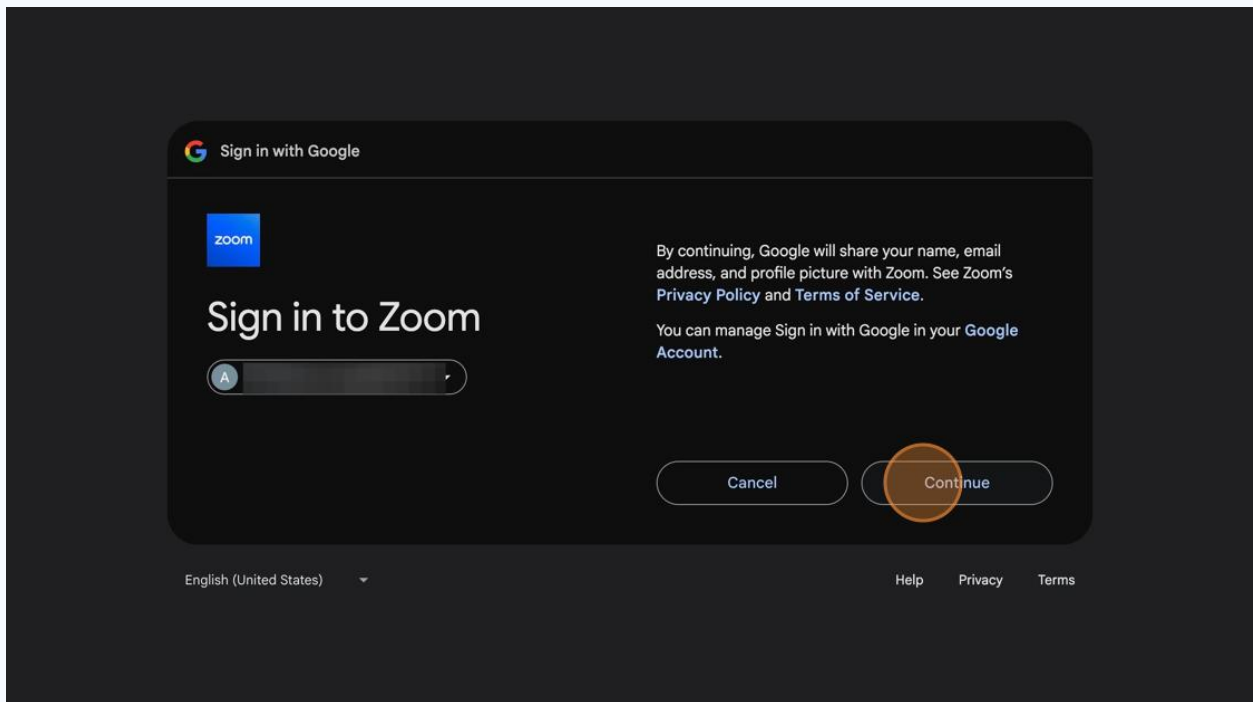 Sign in with Google
zoom
Sign in to Zoom
A
By continuing, Google will share your name, email
address, and profile picture with Zoom. See Zoom’s
Privacy Policy and Terms of Service.
You can manage Sign in with Google in your Google
Account.
Cancel
Continue
English (United States)
Help
Privacy
Terms